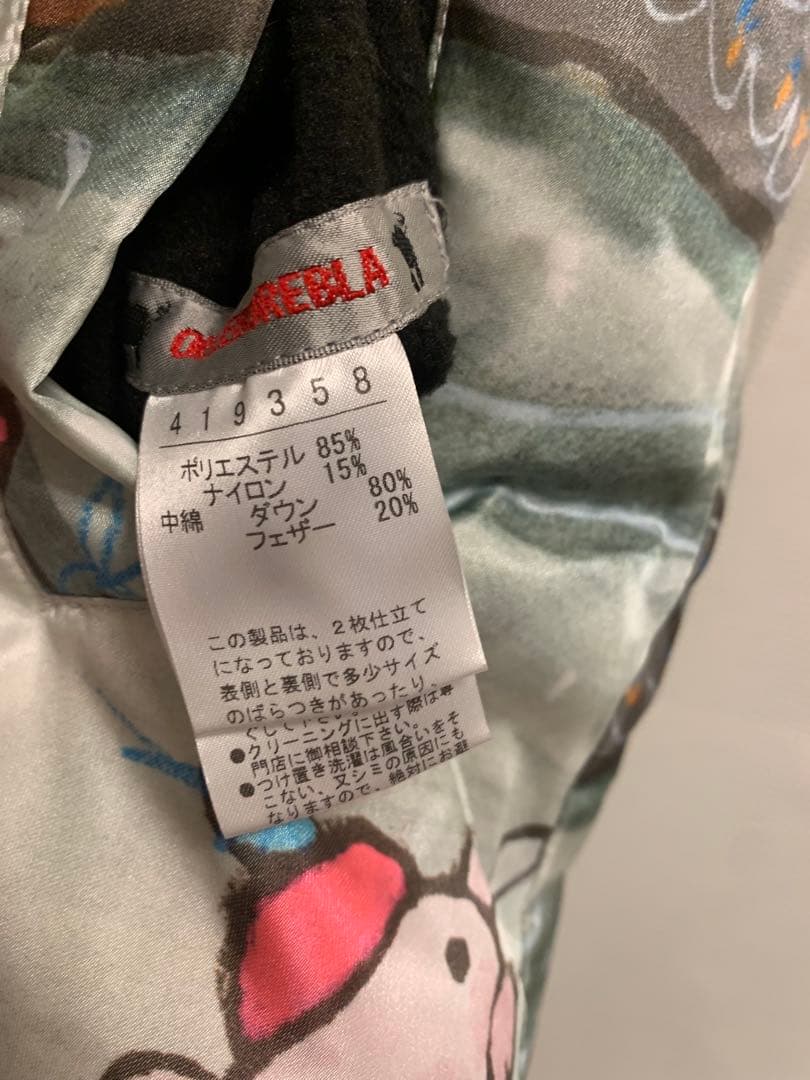 419358
ポリエステル 85%
ナイロン 15%
中綿 ダウン 80%
フェザー 20%
この製品は、2枚仕立て
になっておりますので、
表側と裏側で多少サイズ
のばらつきがあったり、
●クリーニングに出す際は専
門店に御相談下さい。
●つけ置き洗濯は風合いをそ
こない、又シミの原因にも
なりますので、絶対にお避